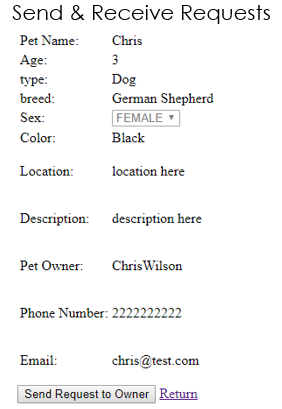 Send & Receive Requests
Pet Name: Chris
Age: 3
type: Dog
breed: German Shepherd
Sex: FEMALE
Color: Black
Location: location here
Description: description here
Pet Owner: ChrisWilson
Phone Number: 2222222222
Email: chris@test.com
Send Request to Owner Return